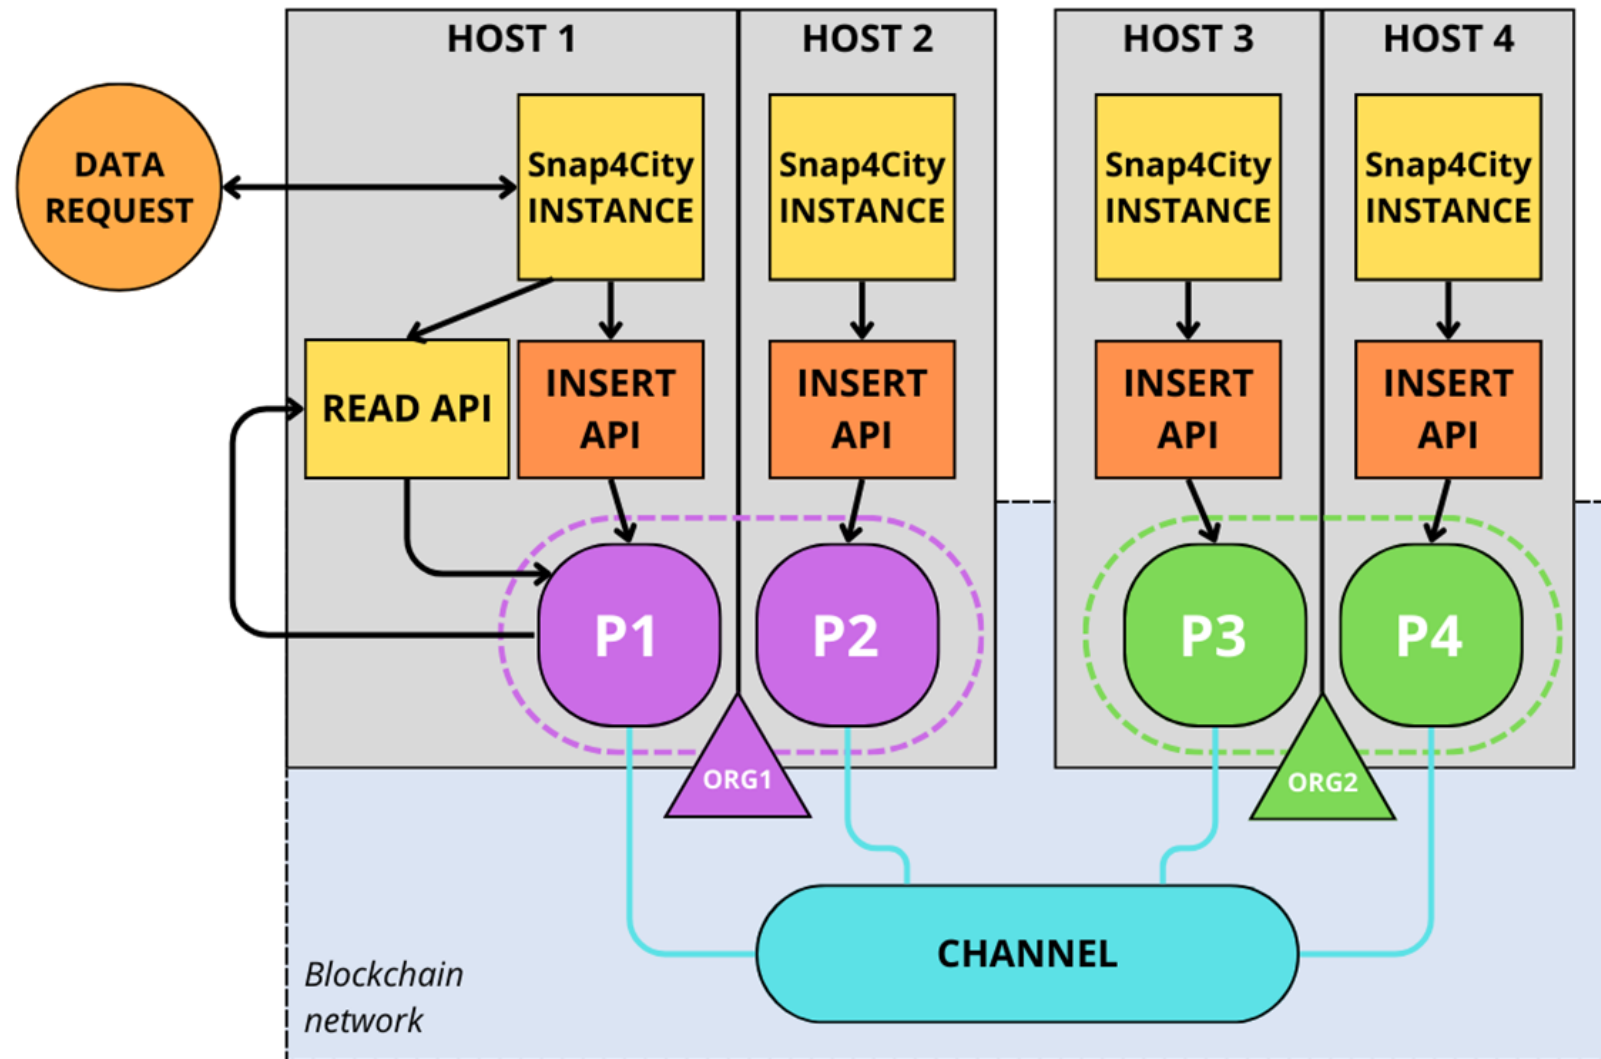 HOST 1
HOST 2
HOST 3
HOST 4
DATA
REQUEST
Snap4City
INSTANCE
Snap4City
INSTANCE
Snap4City
INSTANCE
Snap4City
INSTANCE
READ API
INSERT
API
INSERT
API
INSERT
API
INSERT
API
P1
P2
P3
P4
ORG1
ORG2
CHANNEL
Blockchain
network